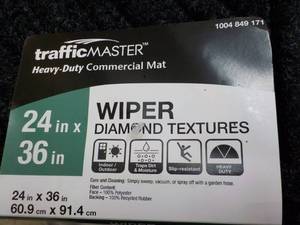 1004 849 171
trafficMASTER™
Heavy-Duty Commercial Mat
24 in x
36 in
WIPER
DIAMOND TEXTURES
Indoor / Outdoor
Traps Dirt & Moisture
Slip-resistant
HEAVY DUTY
Care and Cleaning: Simply sweep, vacuum, or spray off with a garden hose.
Fiber Content:
Face – 100% Polyester
Backing – 100% Recycled Rubber
24 in x 36 in
60.9 cm x 91.4 cm